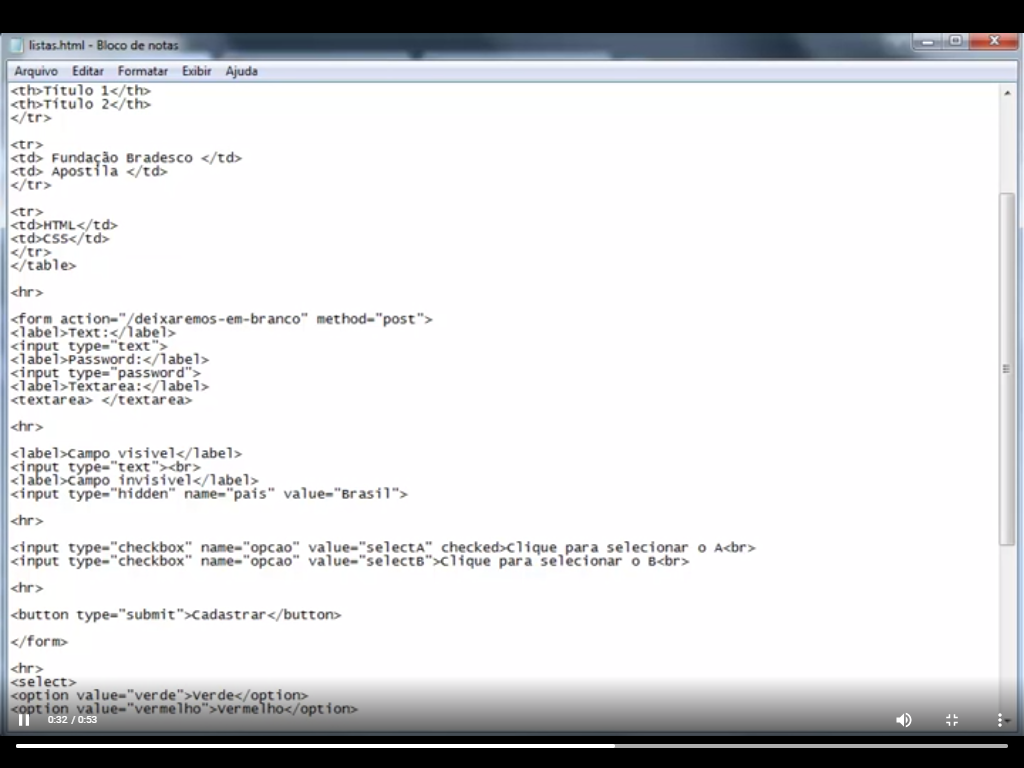 listas.html - Bloco de notas
Arquivo Editar Formatar Exibir Ajuda
<th>Título 1</th>
<th>Título 2</th>
</tr>
<tr>
<td> Fundação Bradesco </td>
<td> Apostila </td>
</tr>
<tr>
<td>HTML</td>
<td>CSS</td>
</tr>
</table>
<hr>
<form action="/deixaremos-em-branco" method="post">
<label>Text:</label>
<input type="text">
<label>Password:</label>
<input type="password">
<label>Textarea:</label>
<textarea> </textarea>
<hr>
<label>Campo visivel</label>
<input type="text"><br>
<label>Campo invisivel</label>
<input type="hidden" name="pais" value="Brasil">
<hr>
<input type="checkbox" name="opcao" value="selectA" checked>Clique para selecionar o A<br>
<input type="checkbox" name="opcao" value="selectB">Clique para selecionar o B<br>
<hr>
<button type="submit">Cadastrar</button>
</form>
<hr>
<select>
<option value="verde">Verde</option>
<option value="vermelho">Vermelho</option>
0:32 / 0:53